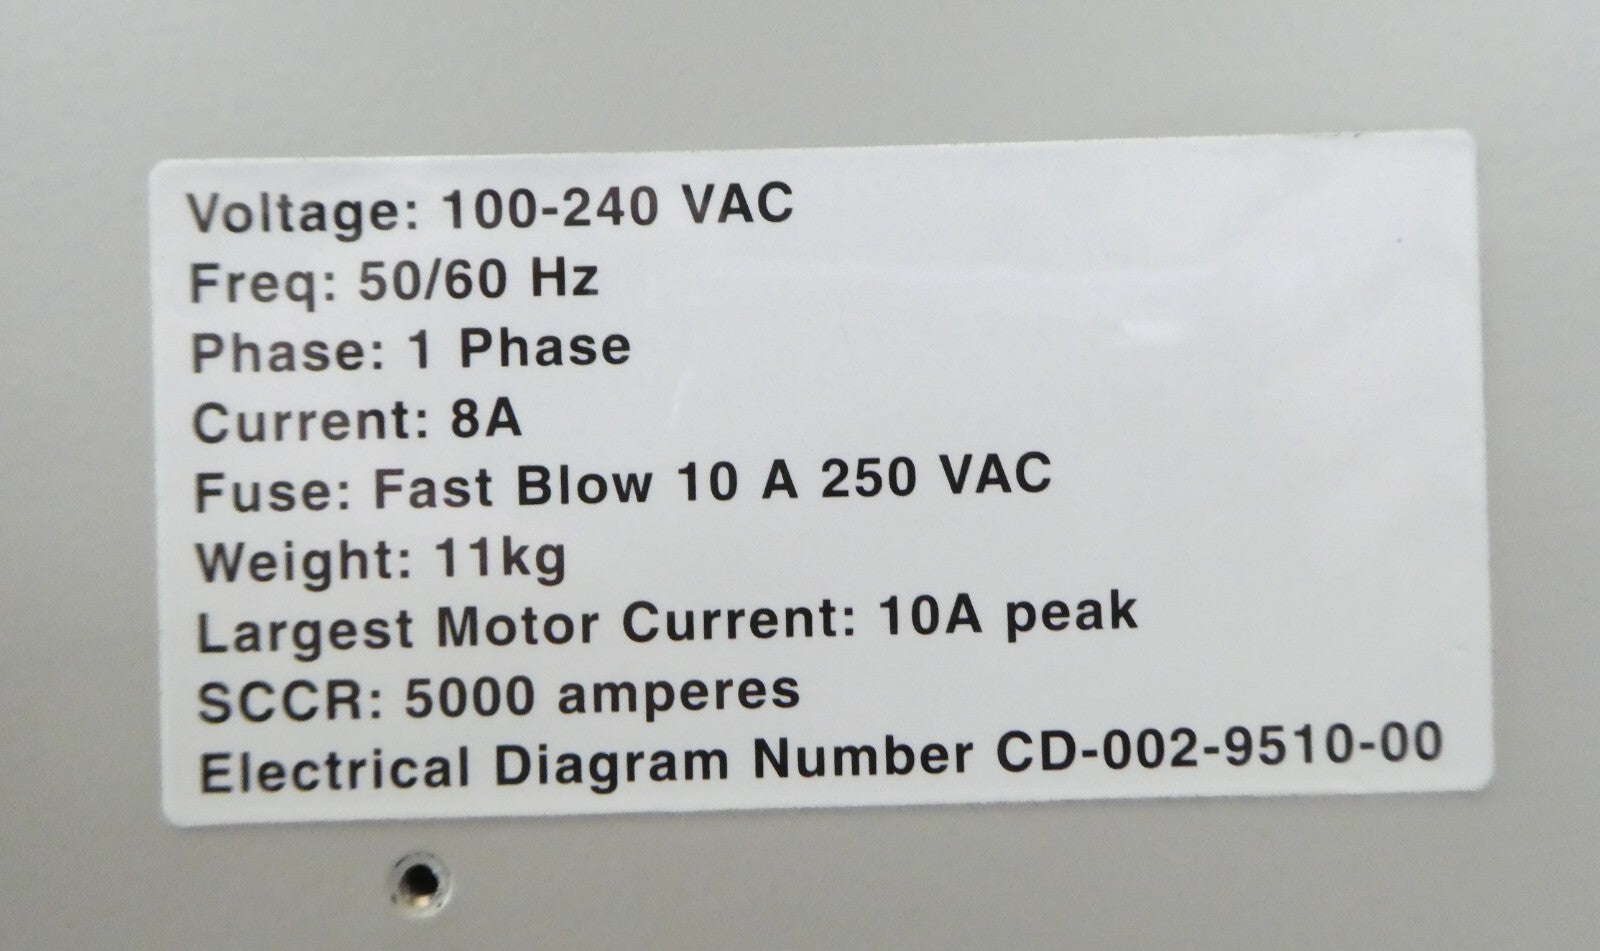 Voltage: 100-240 VAC
Freq: 50/60 Hz
Phase: 1 Phase
Current: 8A
Fuse: Fast Blow 10 A 250 VAC
Weight: 11kg
Largest Motor Current: 10A peak
SCCR: 5000 amperes
Electrical Diagram Number CD-002-9510-00